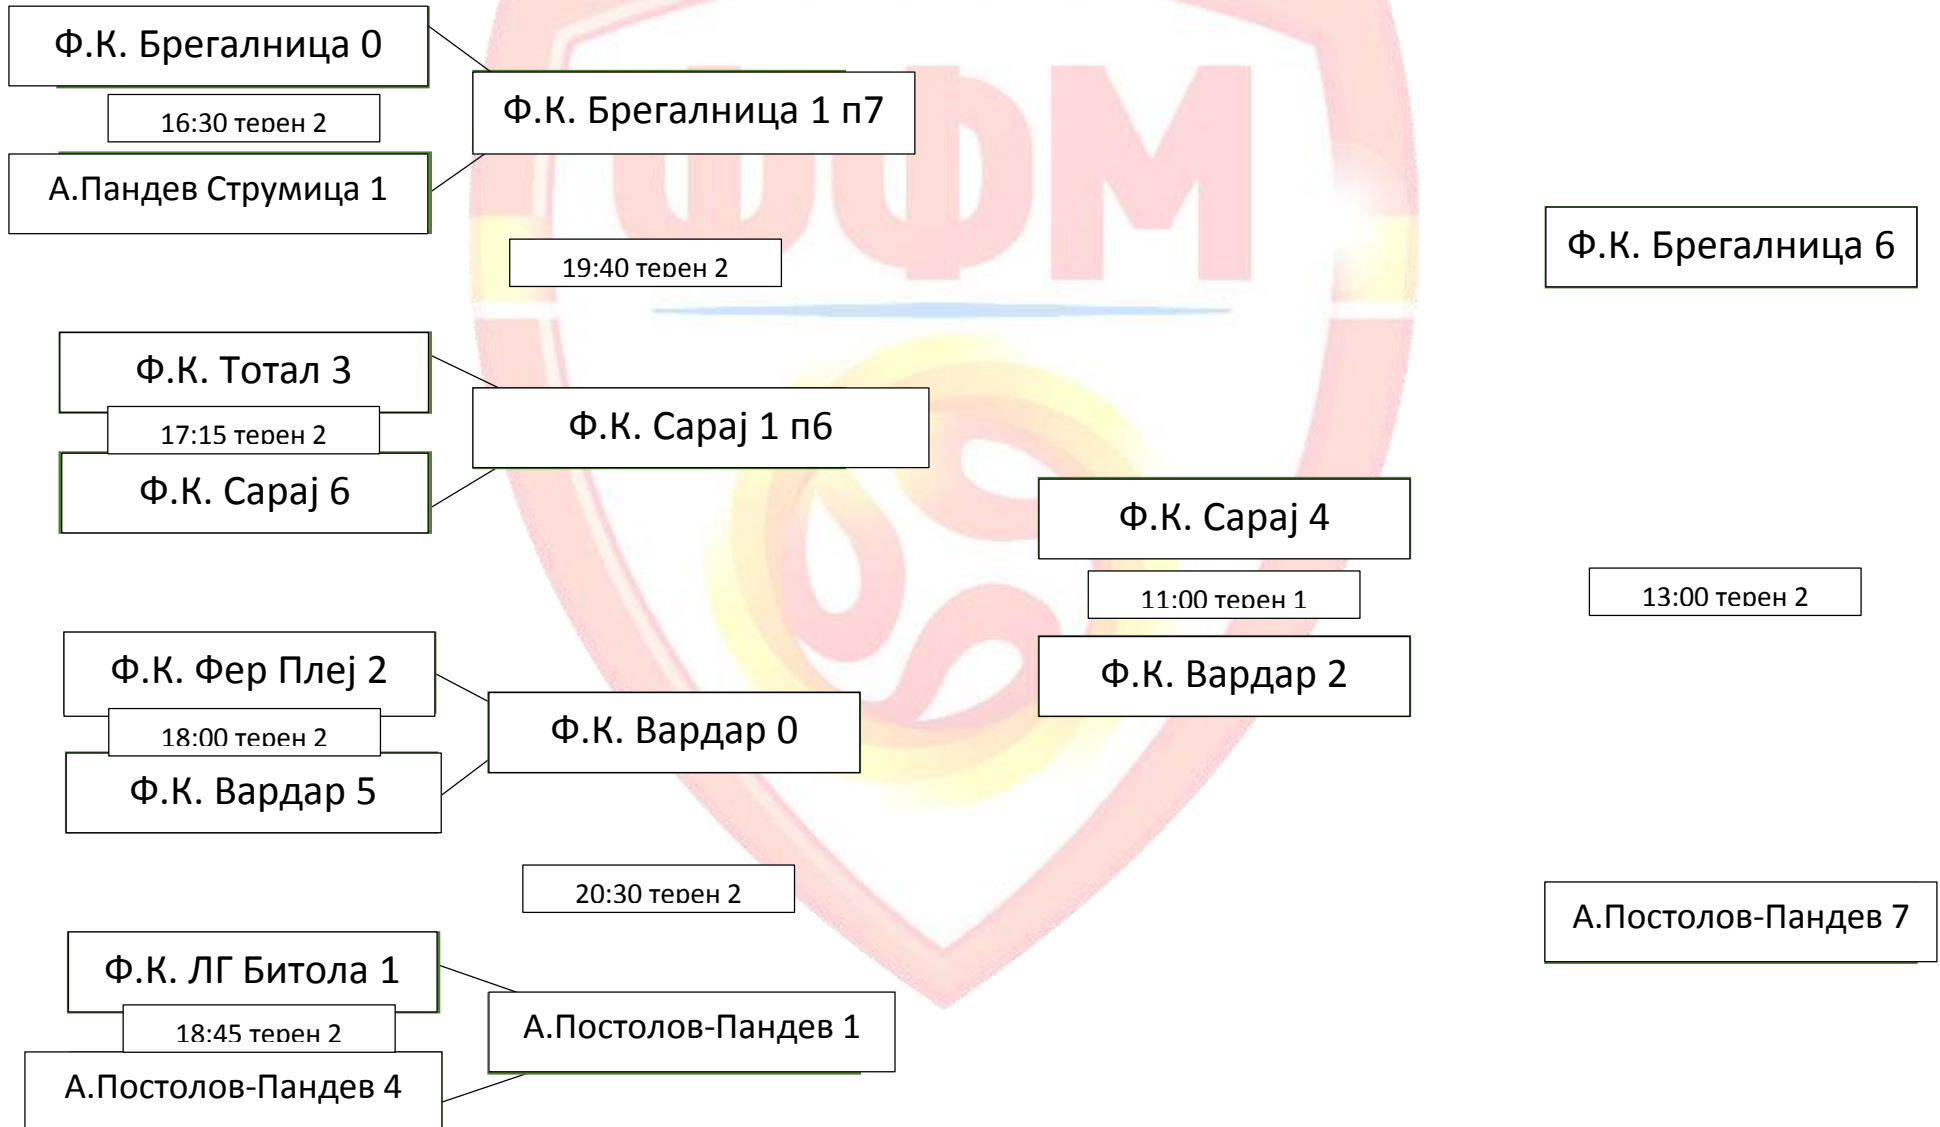 Ф.К. Брегалница 0
16:30 терен 2
А.Пандев Струмица 1
Ф.К. Брегалница 1 п7
ФФМ
19:40 терен 2
Ф.К. Тотал 3
17:15 терен 2
Ф.К. Сарај 6
Ф.К. Сарај 1 п6
Ф.К. Фер Плеј 2
18:00 терен 2
Ф.К. Вардар 5
Ф.К. Вардар 0
20:30 терен 2
Ф.К. ЛГ Битола 1
18:45 терен 2
А.Постолов-Пандев 4
А.Постолов-Пандев 1
Ф.К. Сарај 4
11:00 терен 1
Ф.К. Вардар 2
Ф.К. Брегалница 6
13:00 терен 2
А.Постолов-Пандев 7